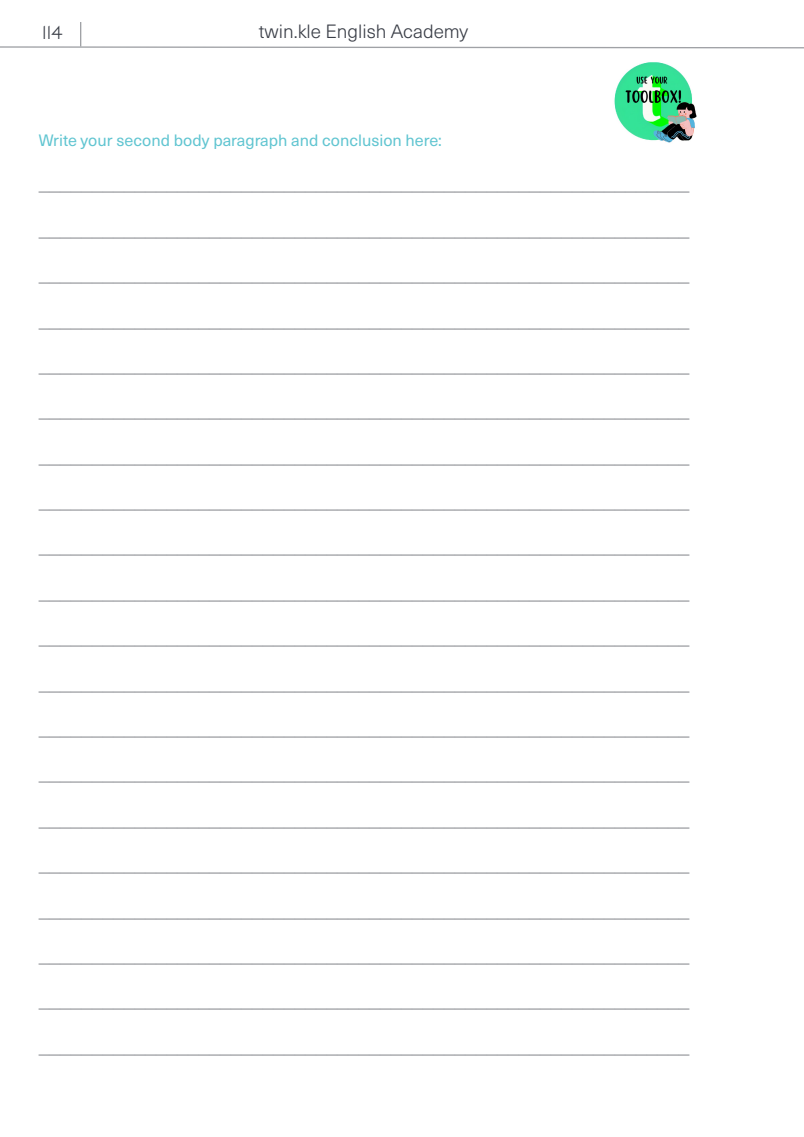 114
twin.kle English Academy
USE YOUR
TOOLBOX!
Write your second body paragraph and conclusion here: